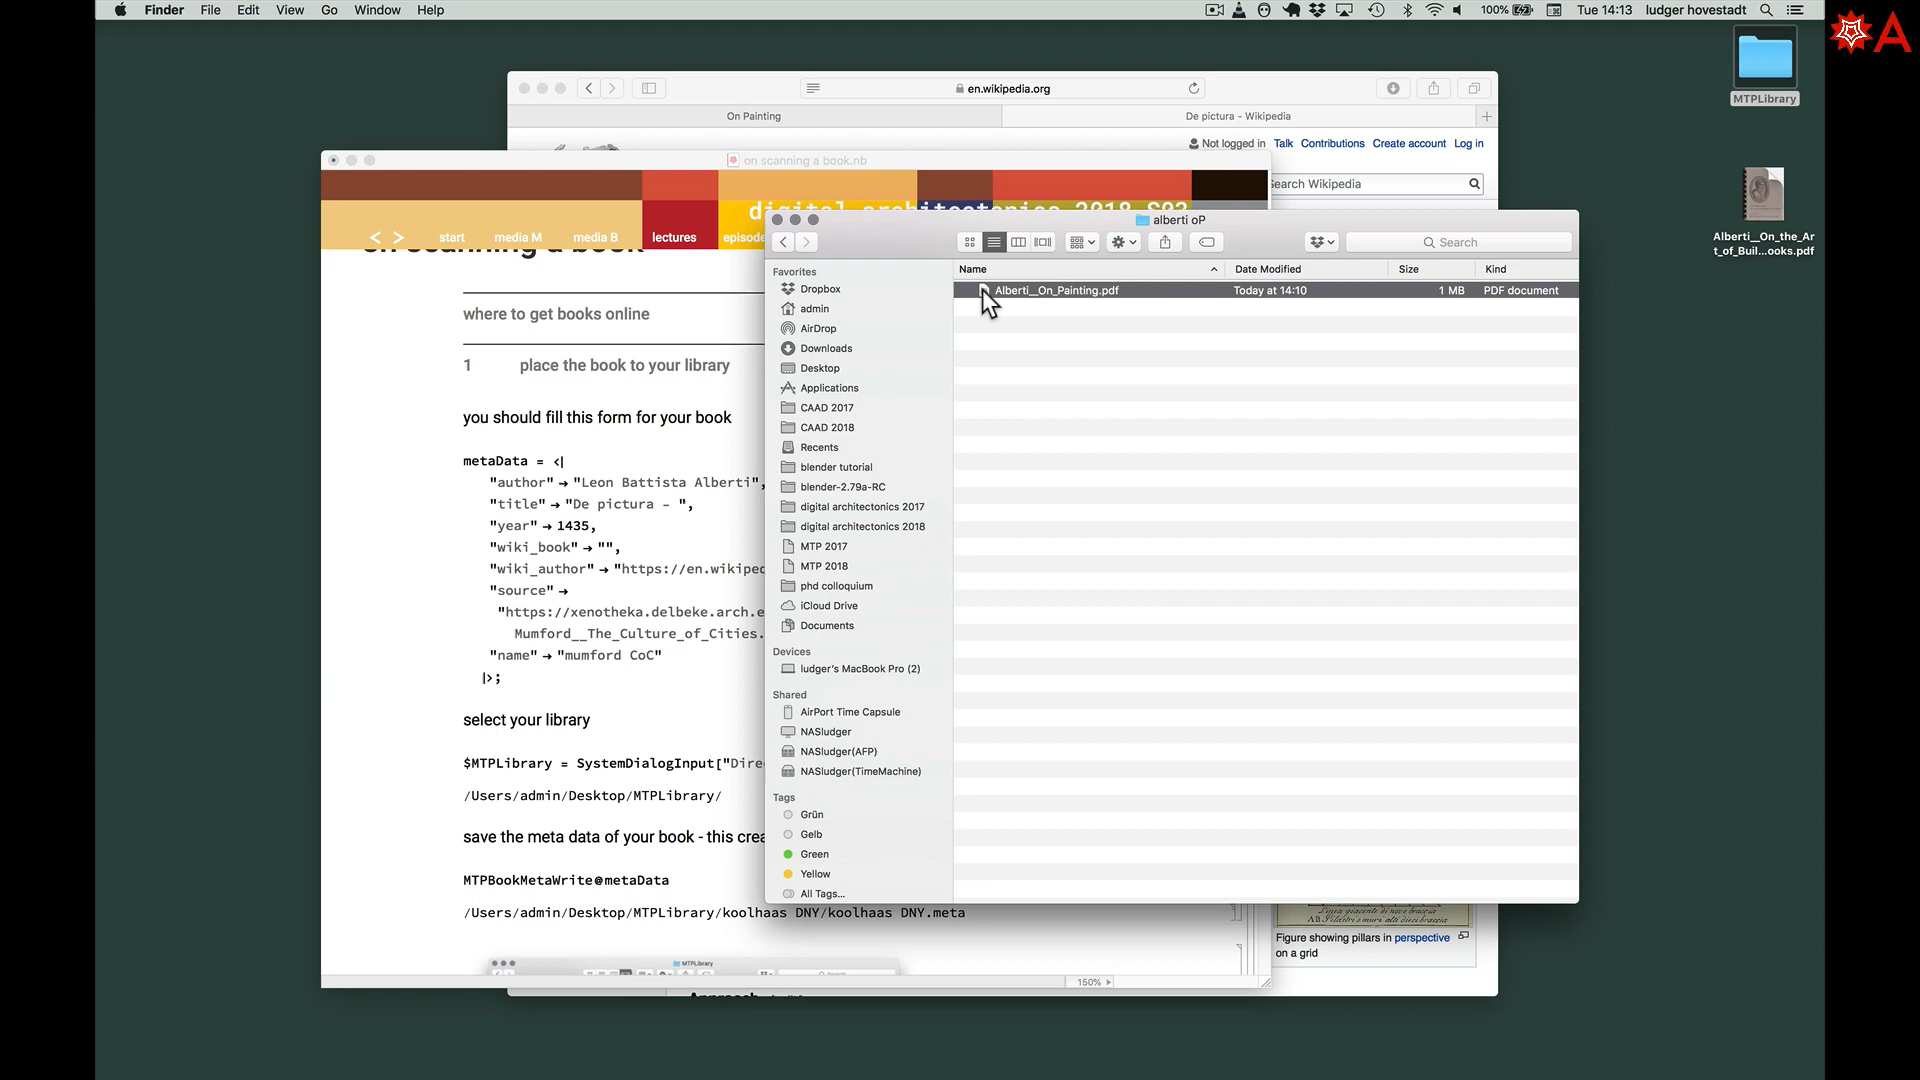 Finder File Edit View Go Window Help 100% Tue 14:13 ludger hovestadt
A
MTPLibrary
Alberti__On_the_Ar
t_of_Buil...ooks.pdf
en.wikipedia.org
On Painting De pictura - Wikipedia
Not logged in Talk Contributions Create account Log in
Search Wikipedia
on scanning a book.nb
digital architectonics 2018 S03
start media M media B lectures episode
on scanning a book
where to get books online
1 place the book to your library
you should fill this form for your book
metaData = <|
"author" → "Leon Battista Alberti",
"title" → "De pictura – ",
"year" → 1435,
"wiki_book" → "",
"wiki_author" → "https://en.wikiped
"source" →
"https://xenotheka.delbeke.arch.e
Mumford__The_Culture_of_Cities.
"name" → "mumford CoC"
|>;
select your library
$MTPLibrary = SystemDialogInput["Dire
/Users/admin/Desktop/MTPLibrary/
save the meta data of your book - this crea
MTPBookMetaWrite@metaData
/Users/admin/Desktop/MTPLibrary/koolhaas DNY/koolhaas DNY.meta
MTPLibrary
150%
alberti oP
Search
Name Date Modified Size Kind
Alberti__On_Painting.pdf Today at 14:10 1 MB PDF document
Favorites
Dropbox
admin
AirDrop
Downloads
Desktop
Applications
CAAD 2017
CAAD 2018
Recents
blender tutorial
blender-2.79a-RC
digital architectonics 2017
digital architectonics 2018
MTP 2017
MTP 2018
phd colloquium
iCloud Drive
Documents
Devices
ludger's MacBook Pro (2)
Shared
AirPort Time Capsule
NASludger
NASludger(AFP)
NASludger(TimeMachine)
Tags
Grün
Gelb
Green
Yellow
All Tags...
Figure showing pillars in perspective
on a grid
Approach